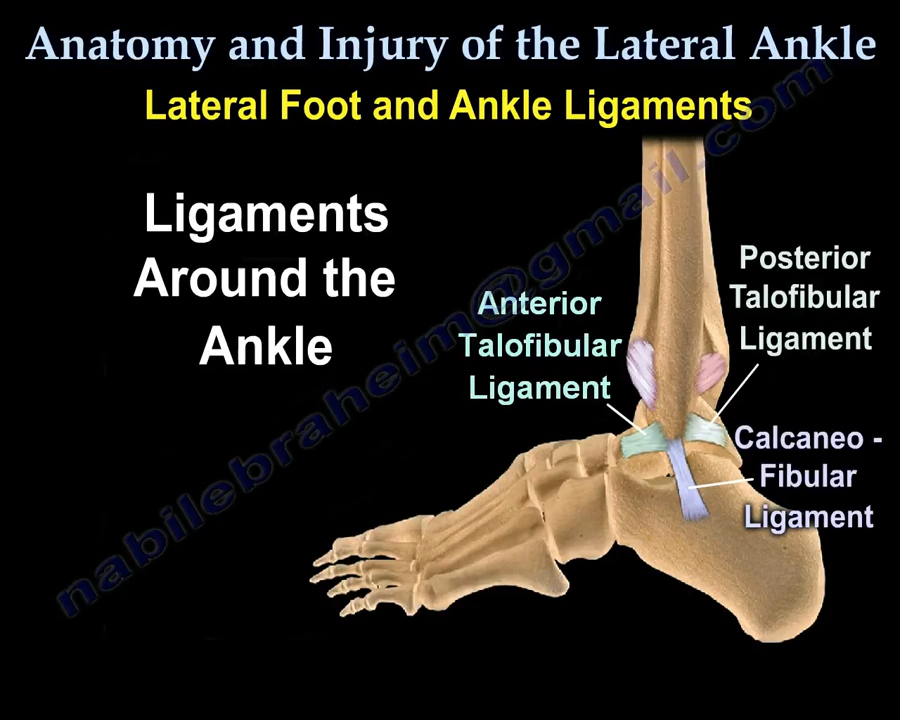 Anatomy and Injury of the Lateral Ankle
Lateral Foot and Ankle Ligaments
Ligaments
Around the
Ankle
Anterior
Talofibular
Ligament
Posterior
Talofibular
Ligament
Calcaneo -
Fibular
Ligament
nabilebraheim@gmail.com